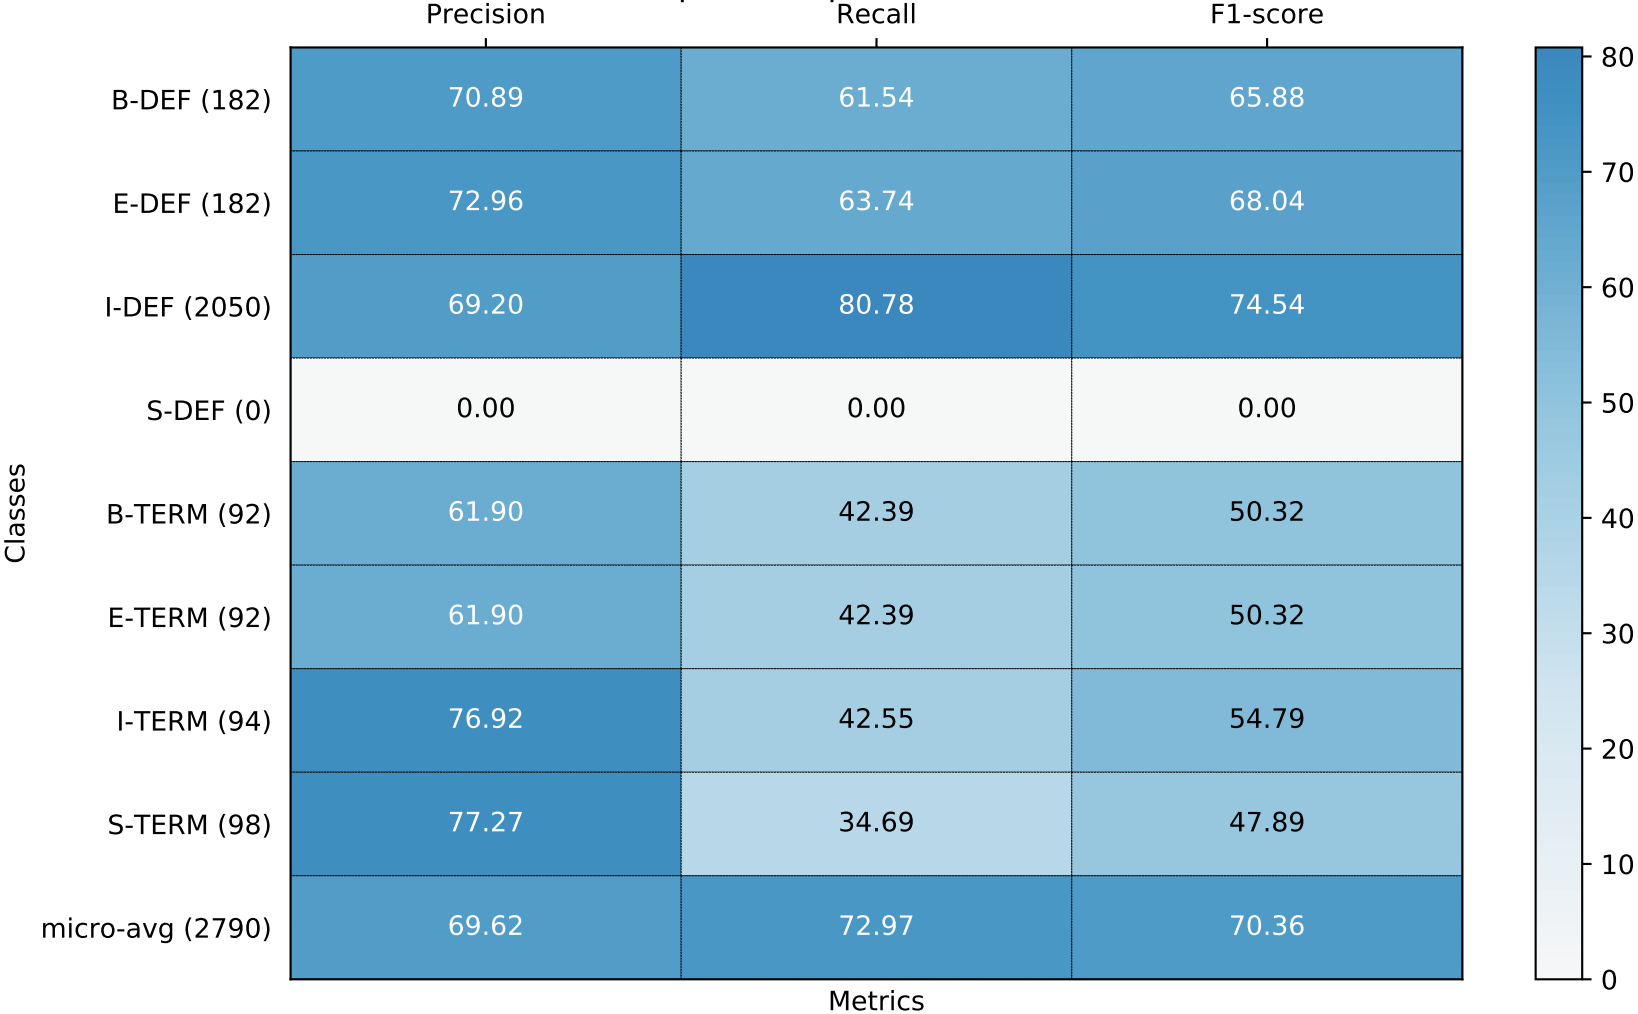 Precision Recall F1-score
B-DEF (182) 70.89 61.54 65.88 80
E-DEF (182) 72.96 63.74 68.04 70
I-DEF (2050) 69.20 80.78 74.54 60
S-DEF (0) 0.00 0.00 0.00 50
Classes
B-TERM (92) 61.90 42.39 50.32 40
E-TERM (92) 61.90 42.39 50.32 30
I-TERM (94) 76.92 42.55 54.79 20
S-TERM (98) 77.27 34.69 47.89 10
micro-avg (2790) 69.62 72.97 70.36 0
Metrics